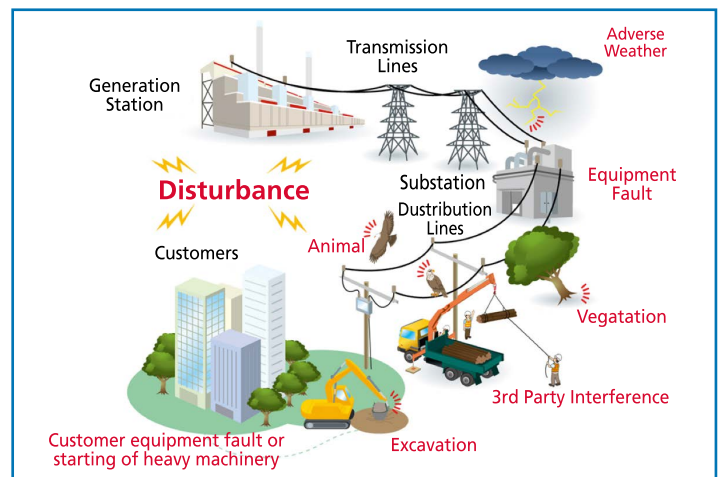 Adverse
Weather
Transmission
Lines
Generation
Station
Equipment
Fault
Substation
Disturbance
Dustribution
Lines
Animal
Customers
Vegatation
3rd Party Interference
Customer equipment fault or
starting of heavy machinery
Excavation